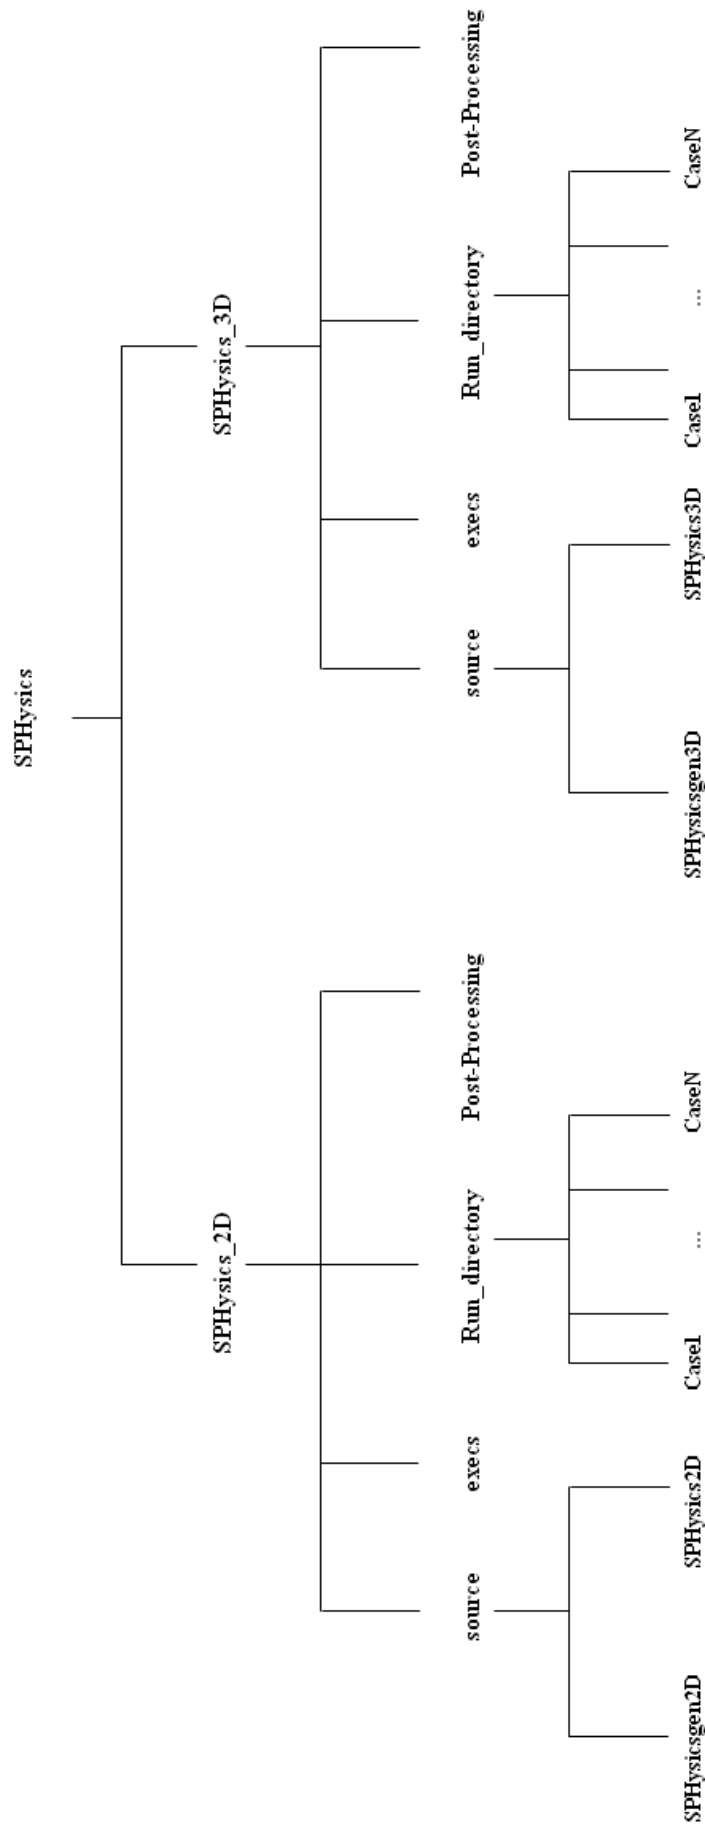 SPHysics
SPHysics_2D
SPHysics_3D
source
execs
Run_directory
Post-Processing
source
execs
Run_directory
Post-Processing
SPHysicsgen2D
SPHysics2D
Case1
...
CaseN
SPHysicsgen3D
SPHysics3D
Case1
...
CaseN